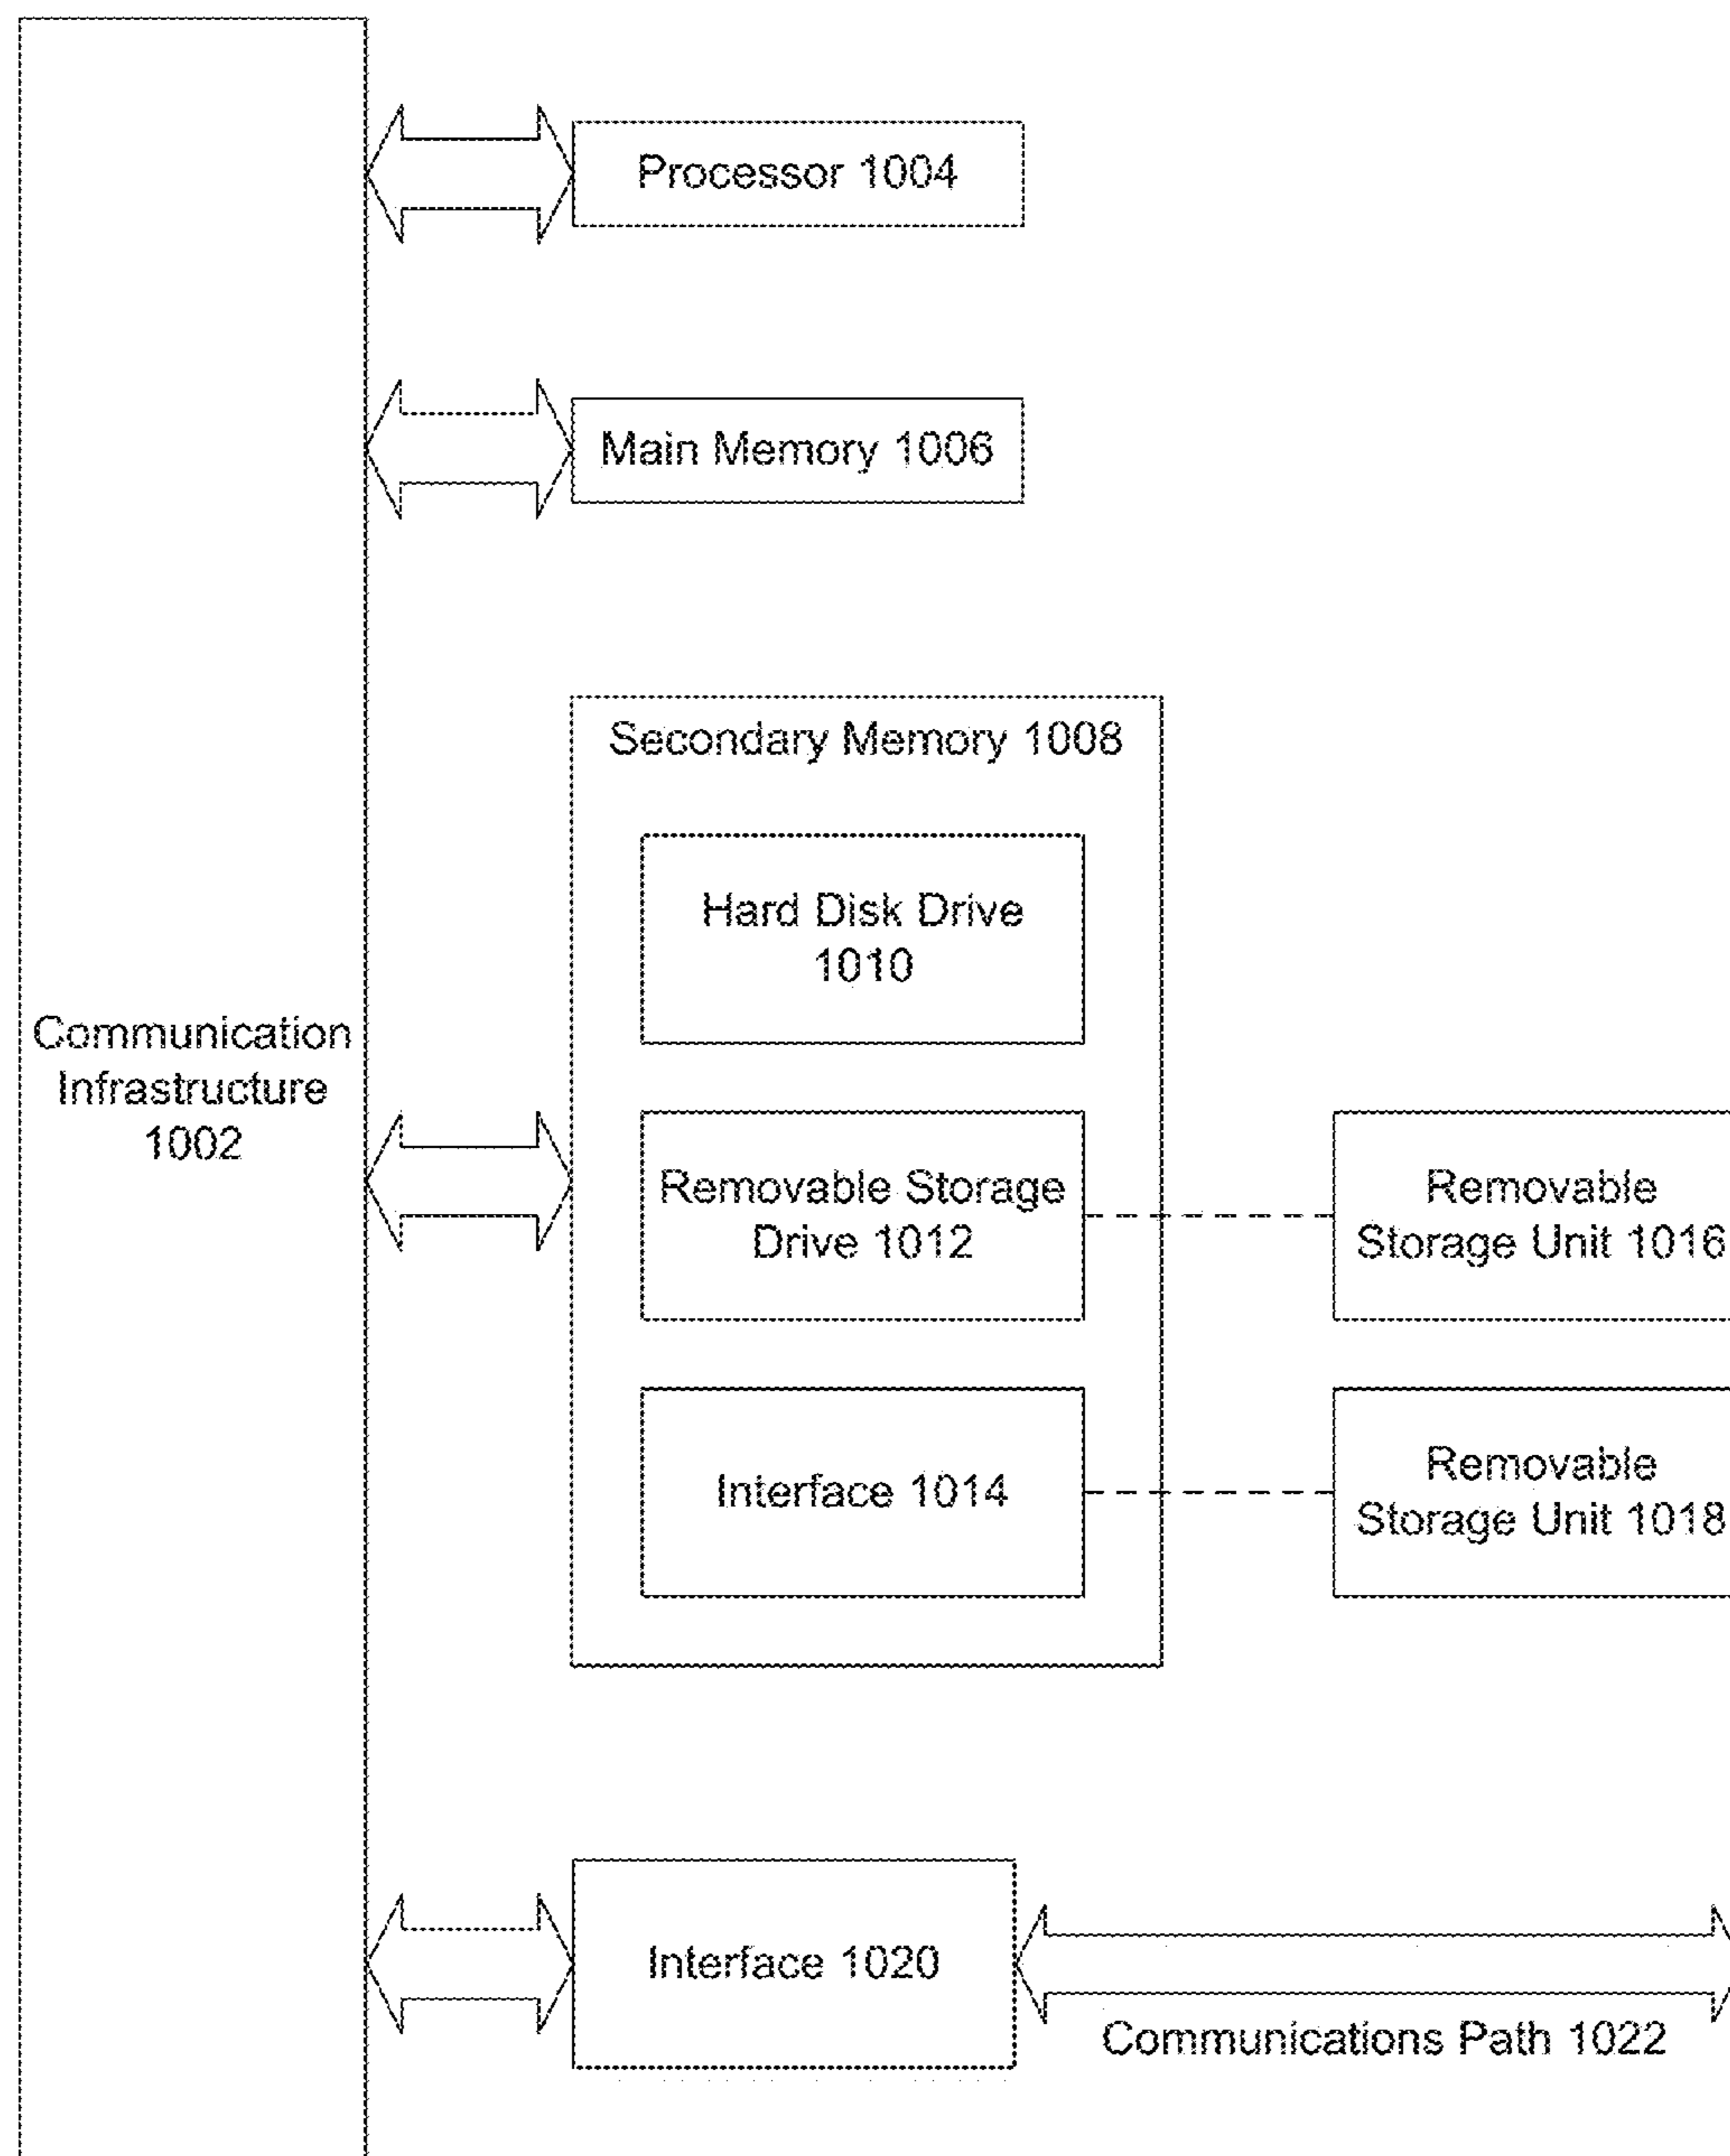 Processor 1004
Main Memory 1006
Secondary Memory 1008
Hard Disk Drive
1010
Communication
Infrastructure
1002
Removable Storage
Drive 1012
Removable
Storage Unit 1016
Interface 1014
Removable
Storage Unit 1018
Interface 1020
Communications Path 1022